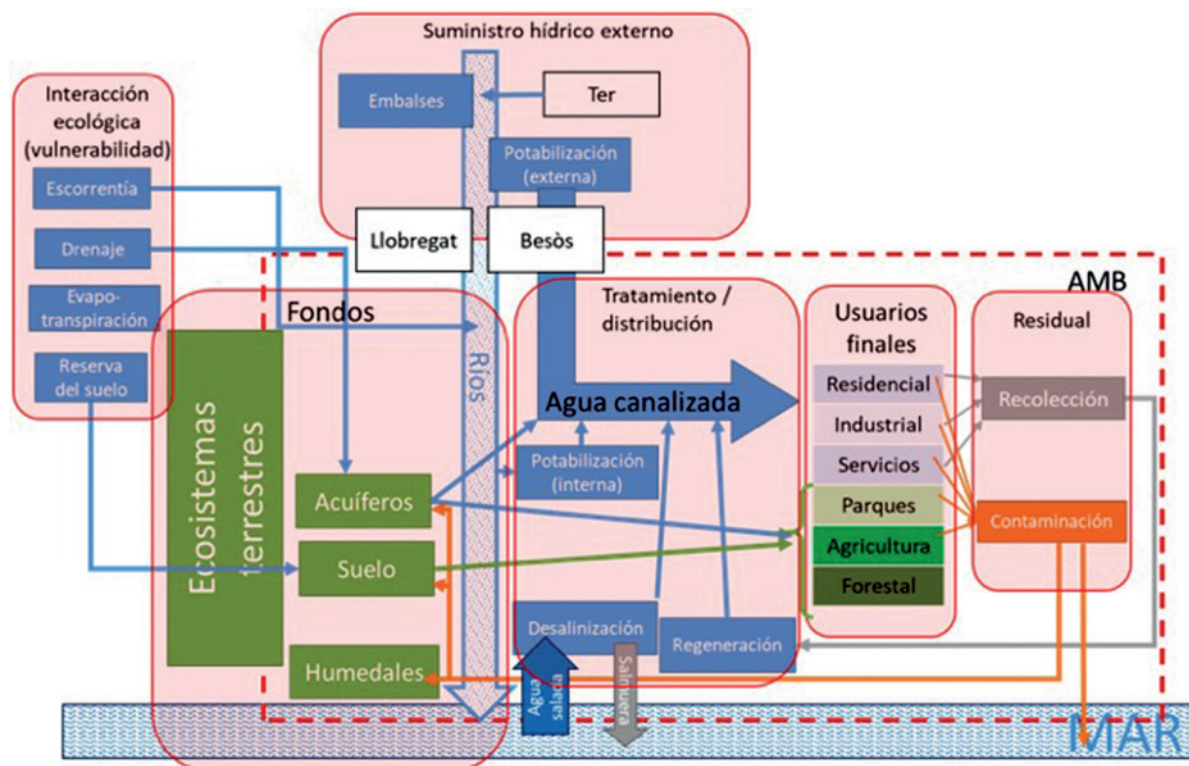 Suministro hídrico externo
Embalses
Ter
Potabilización
(externa)
Llobregat
Besòs
Interacción
ecológica
(vulnerabilidad)
Escorrentía
Drenaje
Evapo-
transpiración
Reserva
del suelo
AMB
Fondos
Ecosistemas
terrestres
Acuíferos
Suelo
Humedales
Ríos
Tratamiento /
distribución
Agua canalizada
Potabilización
(interna)
Desalinización
Regeneración
Agua
salada
Salmuera
Usuarios
finales
Residencial
Industrial
Servicios
Parques
Agricultura
Forestal
Residual
Recolección
Contaminación
MAR